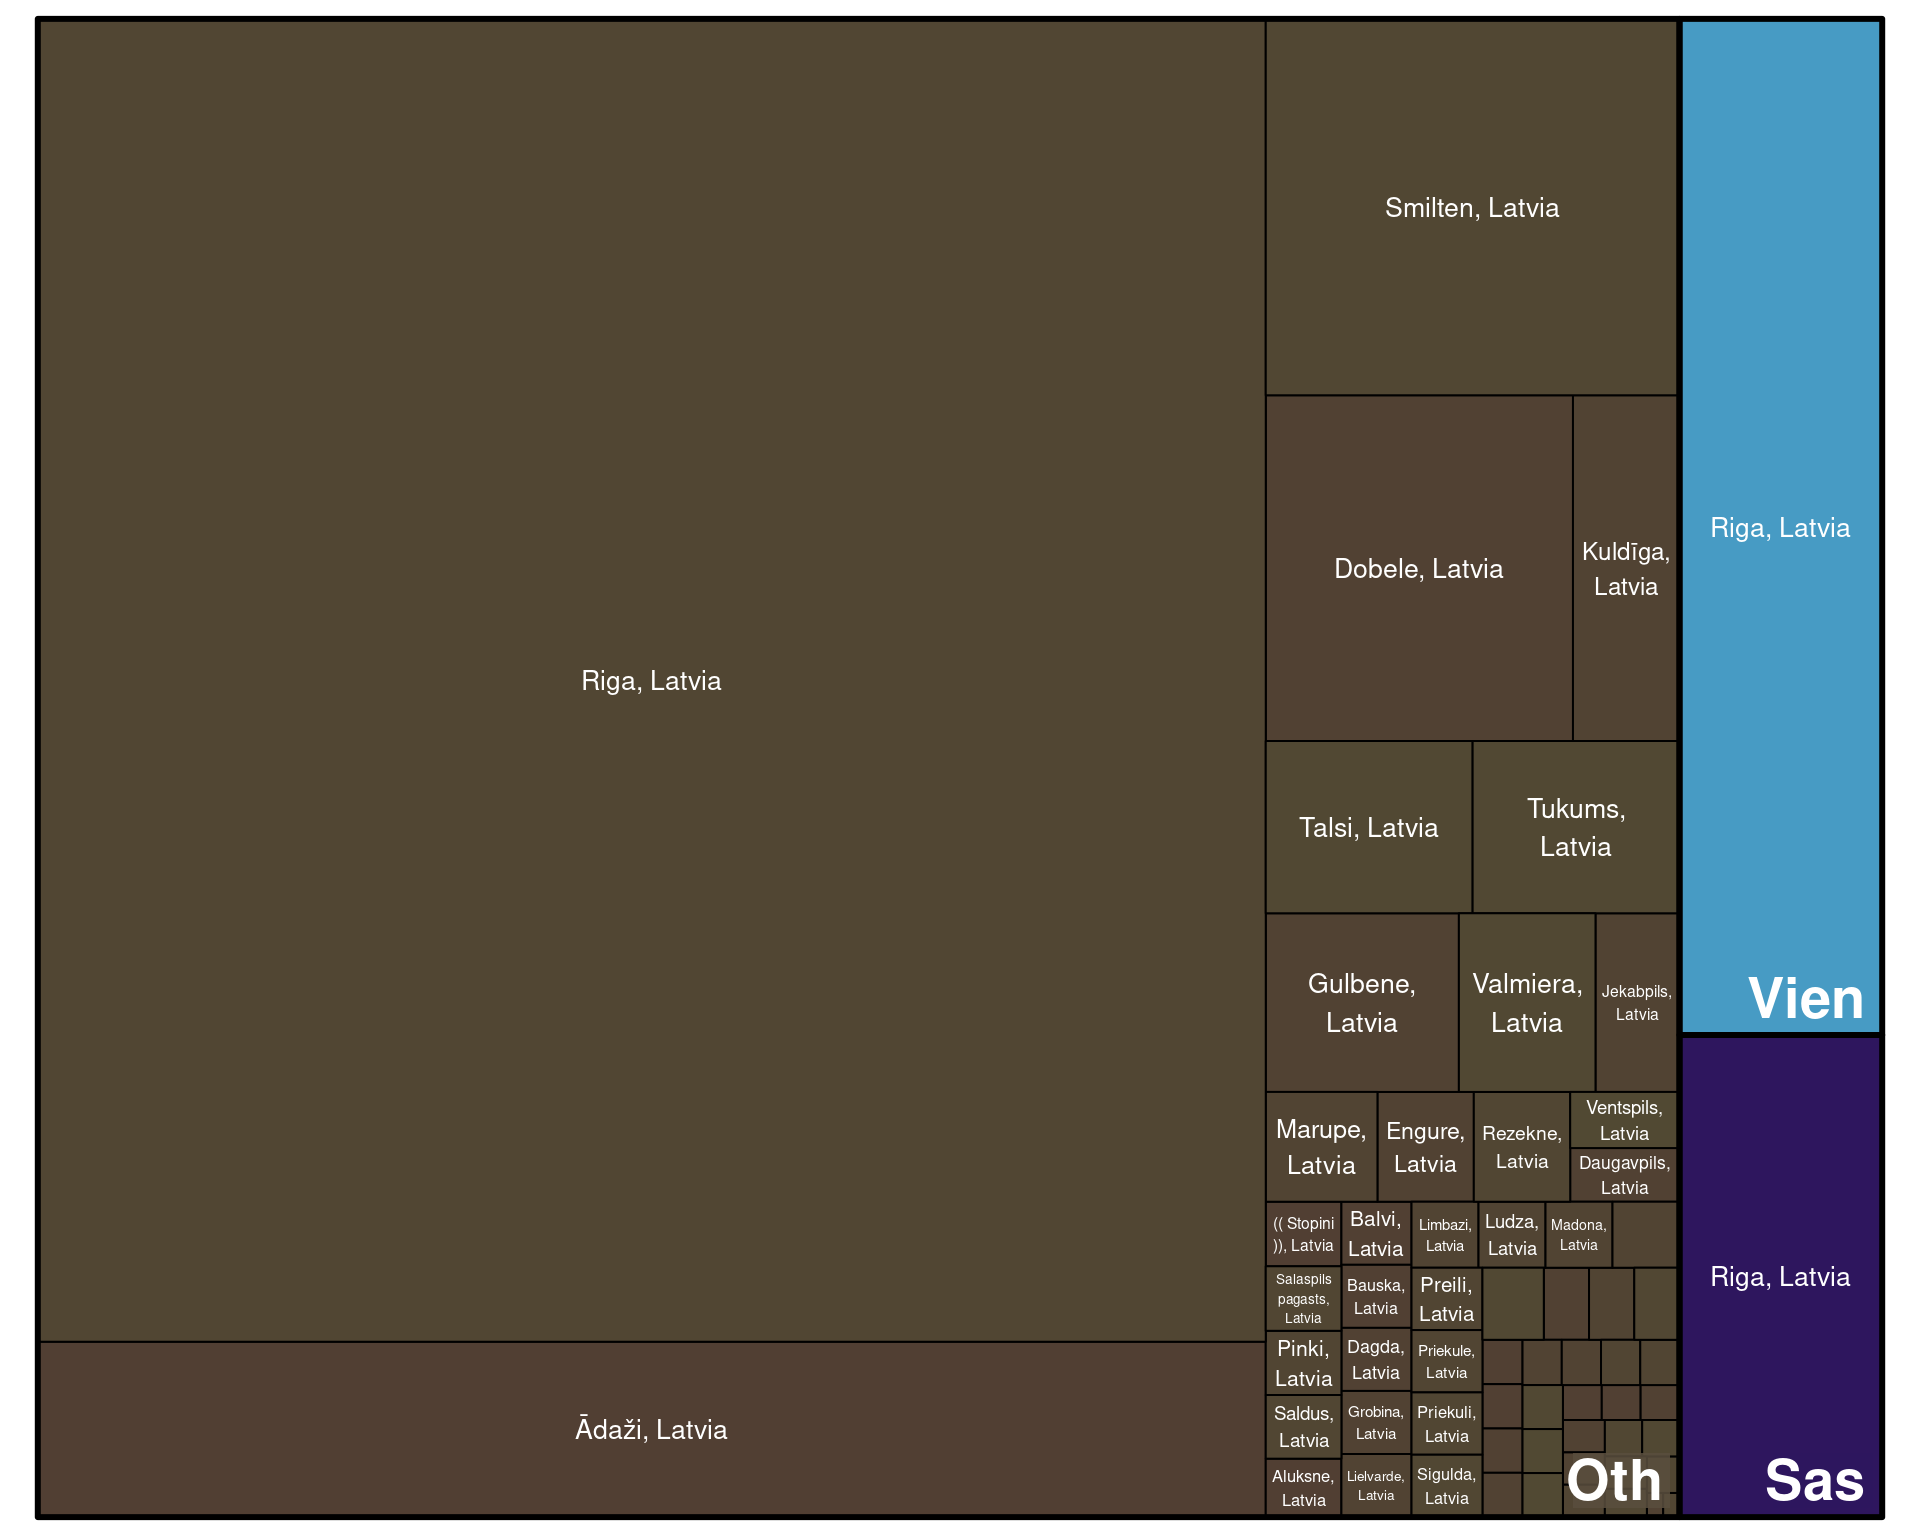 Riga, Latvia
Ādaži, Latvia
Smilten, Latvia
Dobele, Latvia
Kuldīga,
Latvia
Talsi, Latvia
Tukums,
Latvia
Gulbene,
Latvia
Valmiera,
Latvia
Jekabpils,
Latvia
Marupe,
Latvia
Engure,
Latvia
Rezekne,
Latvia
Ventspils,
Latvia
Daugavpils,
Latvia
(( Stopini
)), Latvia
Balvi,
Latvia
Limbazi,
Latvia
Ludza,
Latvia
Madona,
Latvia
Salaspils
pagasts,
Latvia
Bauska,
Latvia
Preili,
Latvia
Pinki,
Latvia
Dagda,
Latvia
Priekule,
Latvia
Saldus,
Latvia
Grobina,
Latvia
Priekuli,
Latvia
Aluksne,
Latvia
Lielvarde,
Latvia
Sigulda,
Latvia
Oth
Riga, Latvia
Vien
Riga, Latvia
Sas